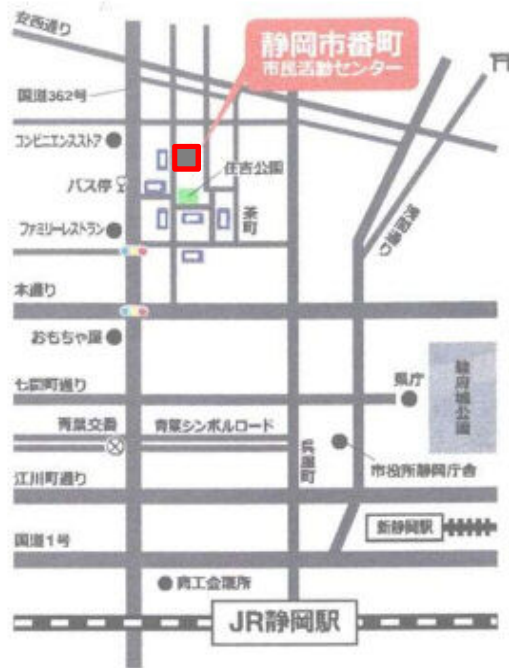 安西通り
静岡市番町
市民活動センター
国道362号
コンビニエンスストア
住吉公園
バス停
茶町
ファミリーレストラン
浅間通り
本通り
おもちゃ屋
七間町通り
県庁
駿府城公園
青葉交番
青葉シンボルロード
呉服町
市役所静岡庁舎
江川町通り
新静岡駅
国道1号
商工会議所
JR静岡駅